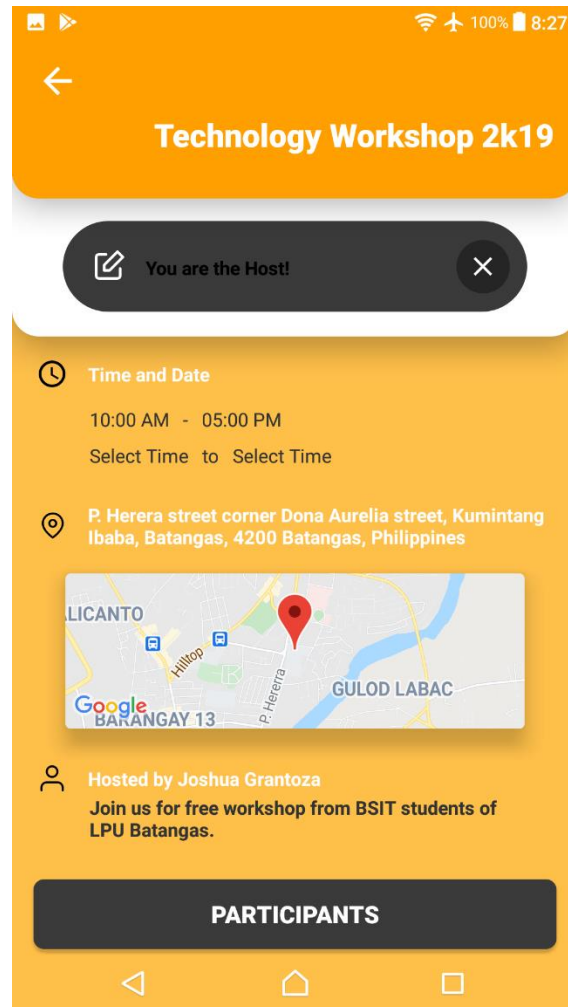 100% 8:27
Technology Workshop 2k19
You are the Host!
Time and Date
10:00 AM - 05:00 PM
Select Time to Select Time
P. Herera street corner Dona Aurelia street, Kumintang
Ibaba, Batangas, 4200 Batangas, Philippines
LICANTO
Hilltop
P. Hererra
GULOD LABAC
Google
BARANGAY 13
Hosted by Joshua Grantoza
Join us for free workshop from BSIT students of
LPU Batangas.
PARTICIPANTS